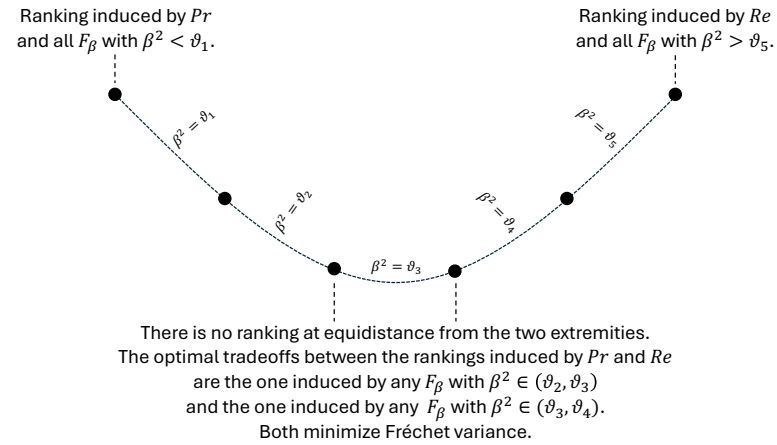 Ranking induced by Pr
and all F_β with β² < ϑ₁.
Ranking induced by Re
and all F_β with β² > ϑ₅.
β² = ϑ₁
β² = ϑ₂
β² = ϑ₃
β² = ϑ₄
β² = ϑ₅
There is no ranking at equidistance from the two extremities.
The optimal tradeoffs between the rankings induced by Pr and Re
are the one induced by any F_β with β² ∈ (ϑ₂, ϑ₃)
and the one induced by any F_β with β² ∈ (ϑ₃, ϑ₄).
Both minimize Fréchet variance.